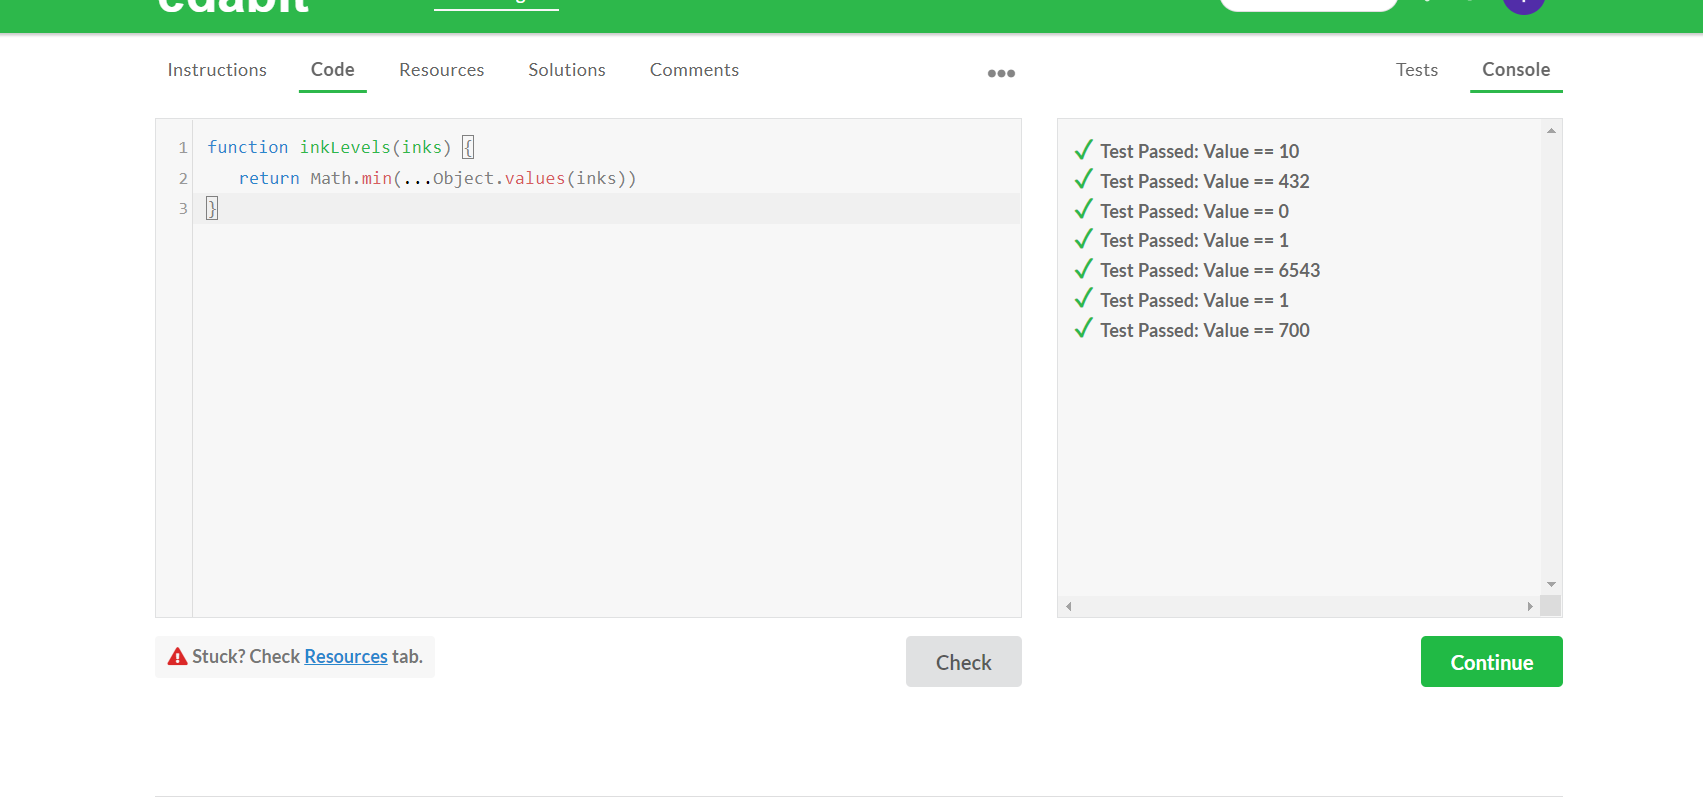 edabit
Instructions Code Resources Solutions Comments ••• Tests Console
1 function inkLevels(inks) {
2 return Math.min(...Object.values(inks))
3 }
Test Passed: Value == 10
Test Passed: Value == 432
Test Passed: Value == 0
Test Passed: Value == 1
Test Passed: Value == 6543
Test Passed: Value == 1
Test Passed: Value == 700
Stuck? Check Resources tab.
Check
Continue